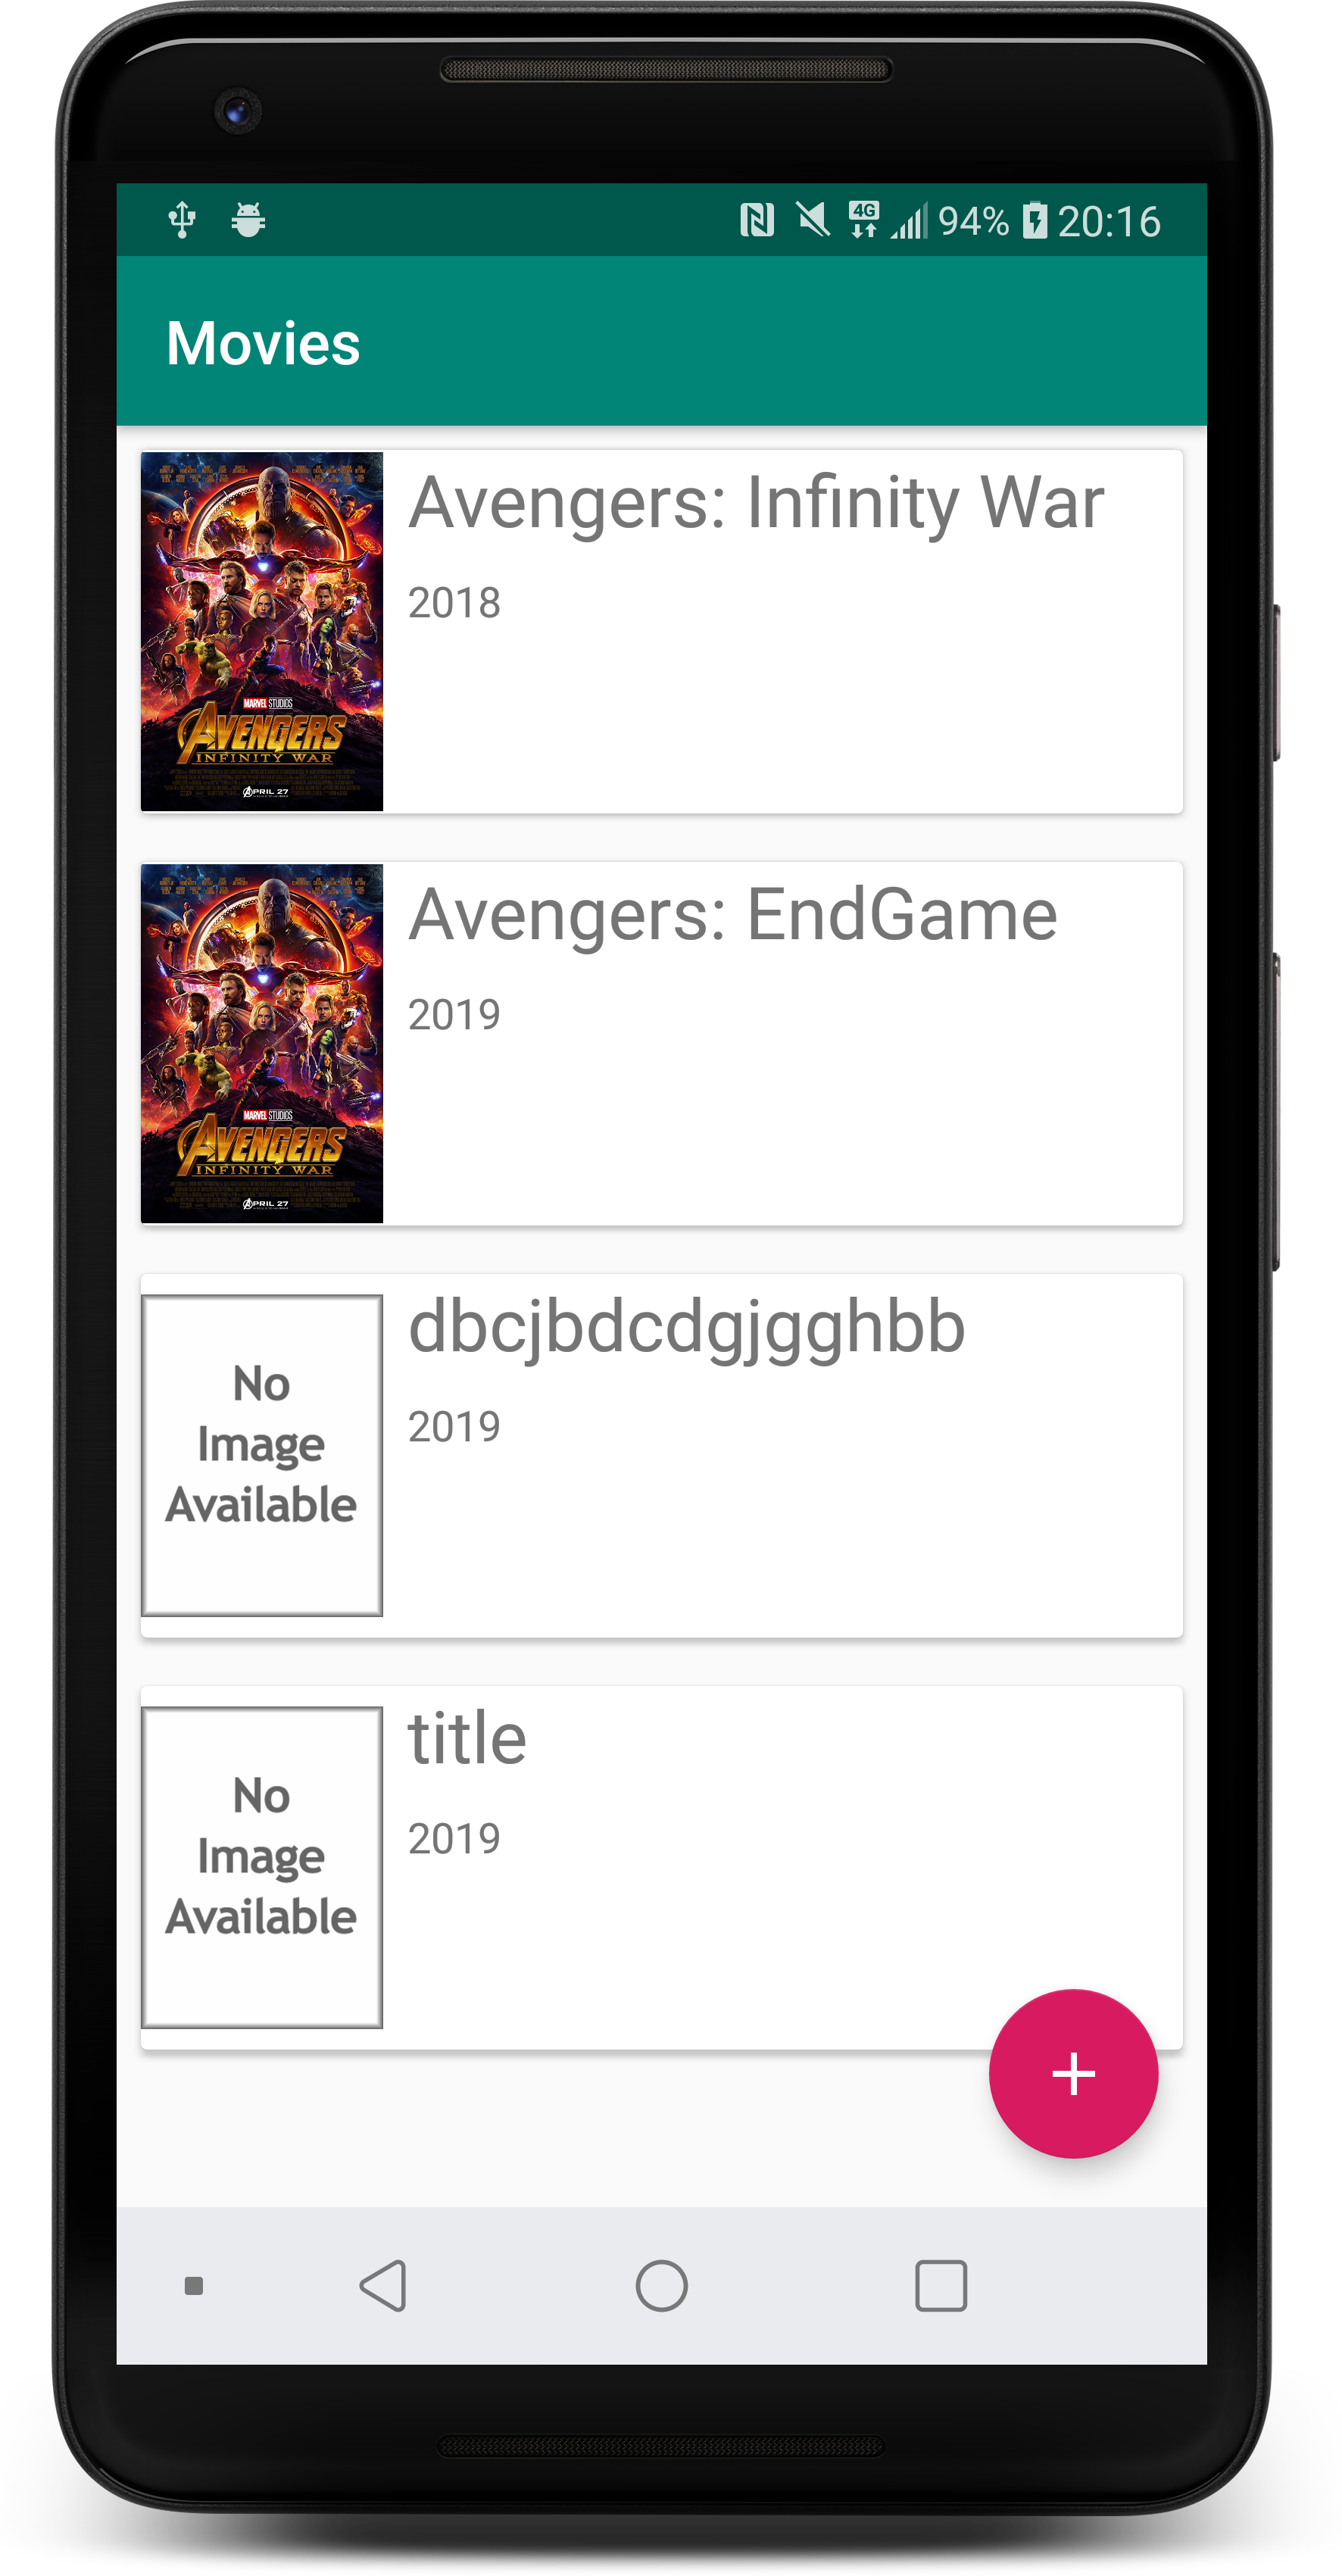 4G
94%
20:16
Movies
Avengers: Infinity War
2018
MARVEL STUDIOS
AVENGERS
INFINITY WAR
APRIL 27
Avengers: EndGame
2019
MARVEL STUDIOS
AVENGERS
INFINITY WAR
APRIL 27
dbcjbdcdgjgghbb
2019
No
Image
Available
title
2019
No
Image
Available